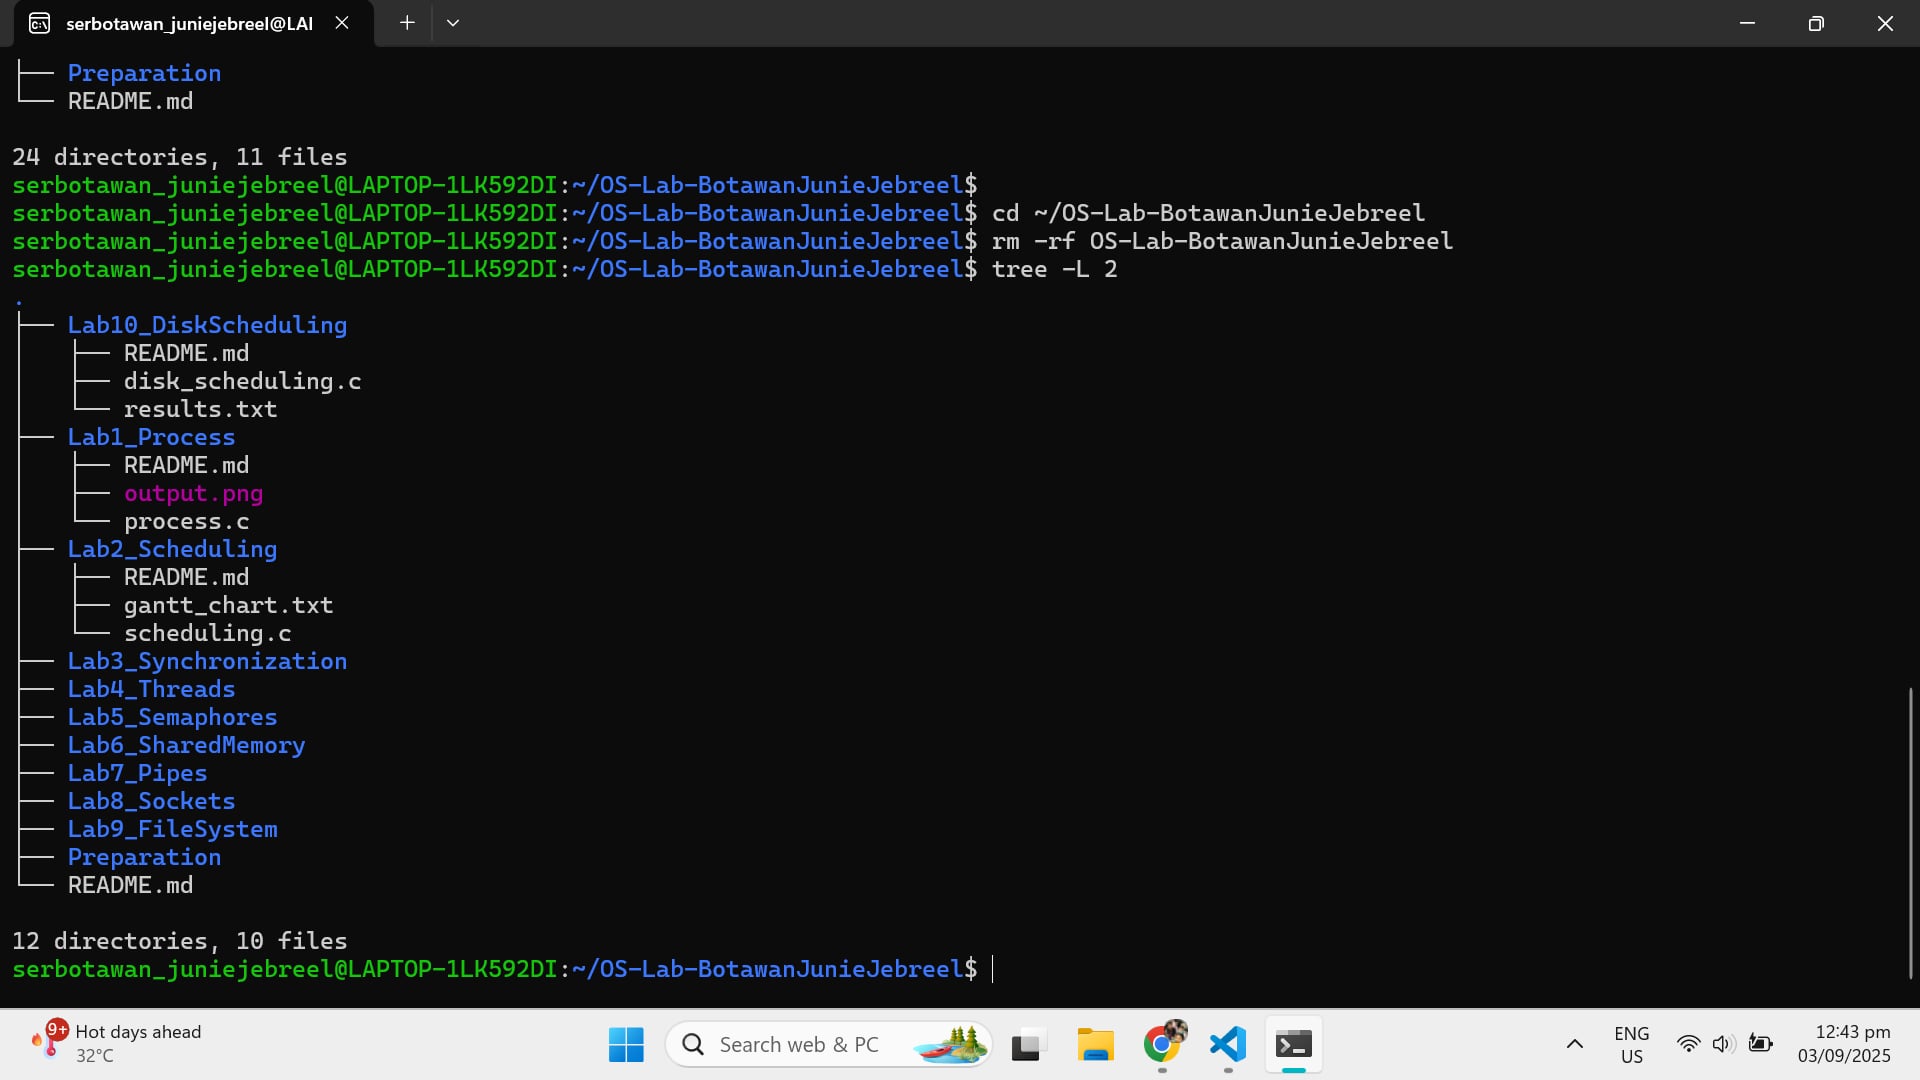 serbotawan_juniejebreel@LAI
├── Preparation
└── README.md
24 directories, 11 files
serbotawan_juniejebreel@LAPTOP-1LK592DI:~/OS-Lab-BotawanJunieJebreel$
serbotawan_juniejebreel@LAPTOP-1LK592DI:~/OS-Lab-BotawanJunieJebreel$ cd ~/OS-Lab-BotawanJunieJebreel
serbotawan_juniejebreel@LAPTOP-1LK592DI:~/OS-Lab-BotawanJunieJebreel$ rm -rf OS-Lab-BotawanJunieJebreel
serbotawan_juniejebreel@LAPTOP-1LK592DI:~/OS-Lab-BotawanJunieJebreel$ tree -L 2
.
├── Lab10_DiskScheduling
│   ├── README.md
│   ├── disk_scheduling.c
│   └── results.txt
├── Lab1_Process
│   ├── README.md
│   ├── output.png
│   └── process.c
├── Lab2_Scheduling
│   ├── README.md
│   ├── gantt_chart.txt
│   └── scheduling.c
├── Lab3_Synchronization
├── Lab4_Threads
├── Lab5_Semaphores
├── Lab6_SharedMemory
├── Lab7_Pipes
├── Lab8_Sockets
├── Lab9_FileSystem
├── Preparation
└── README.md
12 directories, 10 files
serbotawan_juniejebreel@LAPTOP-1LK592DI:~/OS-Lab-BotawanJunieJebreel$
9+
Hot days ahead
32°C
Search web & PC
ENG
US
12:43 pm
03/09/2025